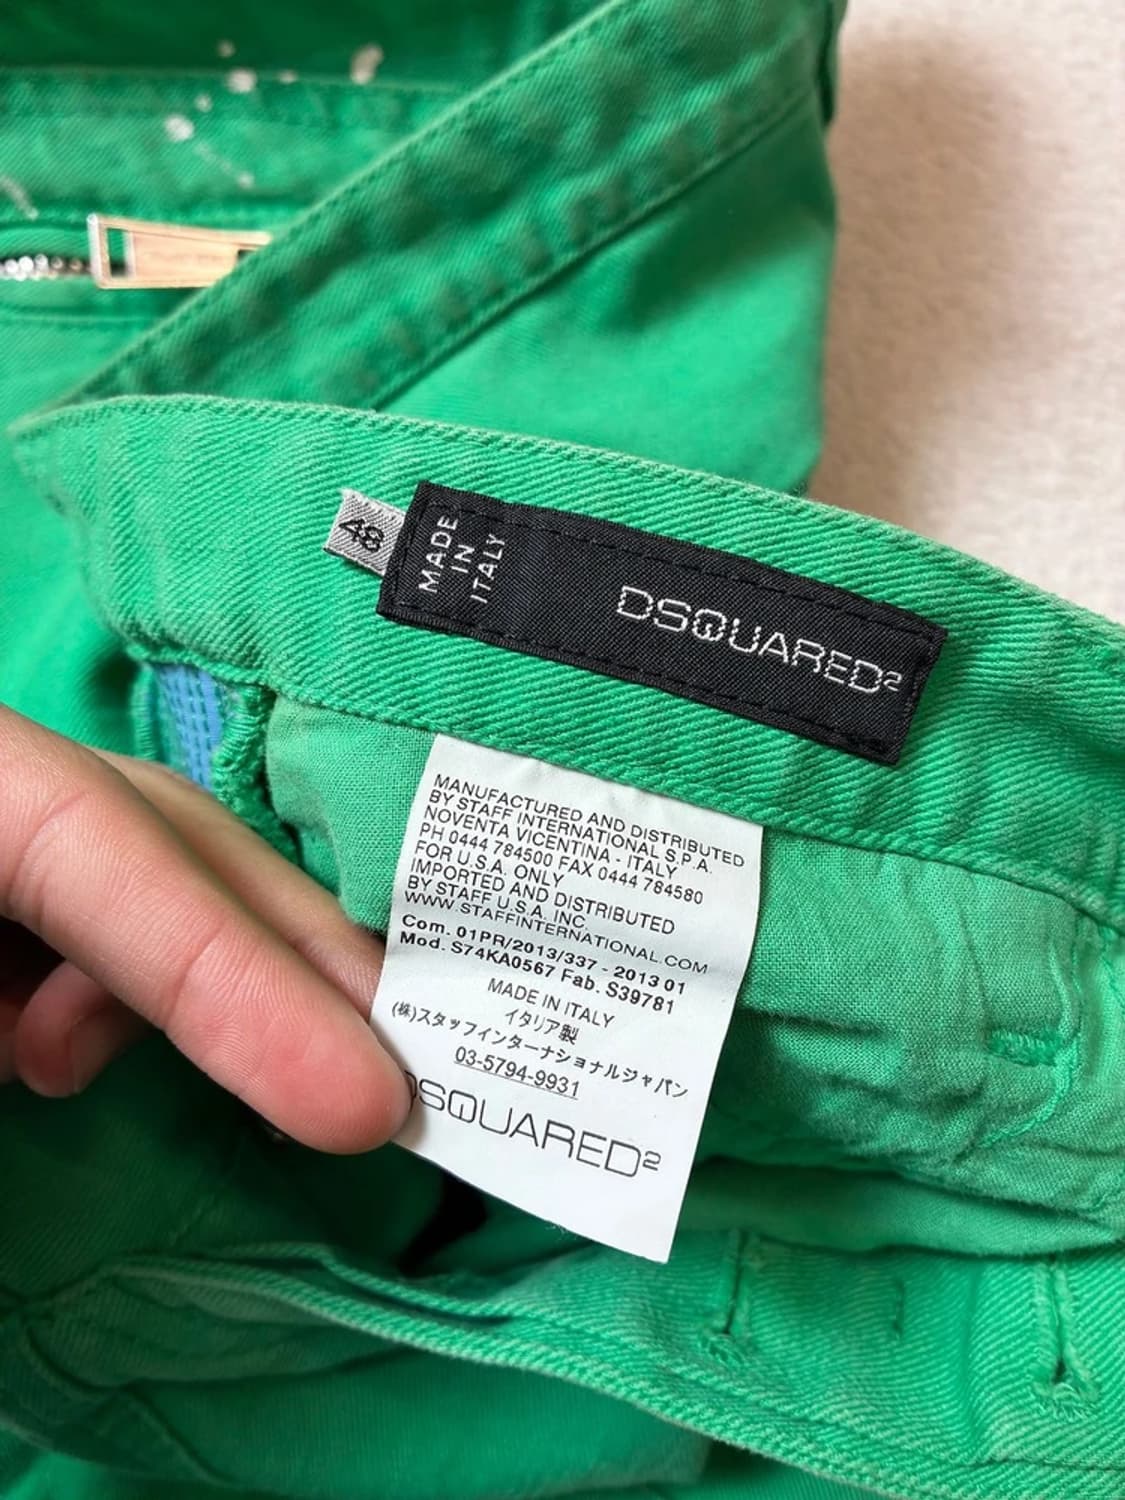 48
MADE
IN
ITALY
DSQUARED2
MANUFACTURED AND DISTRIBUTED
BY STAFF INTERNATIONAL S.P.A.
NOVENTA VICENTINA - ITALY
PH 0444 784500 FAX 0444 784580
FOR U.S.A. ONLY
IMPORTED AND DISTRIBUTED
BY STAFF U.S.A. INC.
WWW.STAFFINTERNATIONAL.COM
Com. 01PR/2013/337 - 2013 01
Mod. S74KA0567 Fab. S39781
MADE IN ITALY
イタリア製
(株)スタッフインターナショナルジャパン
03-5794-9931
DSQUARED2